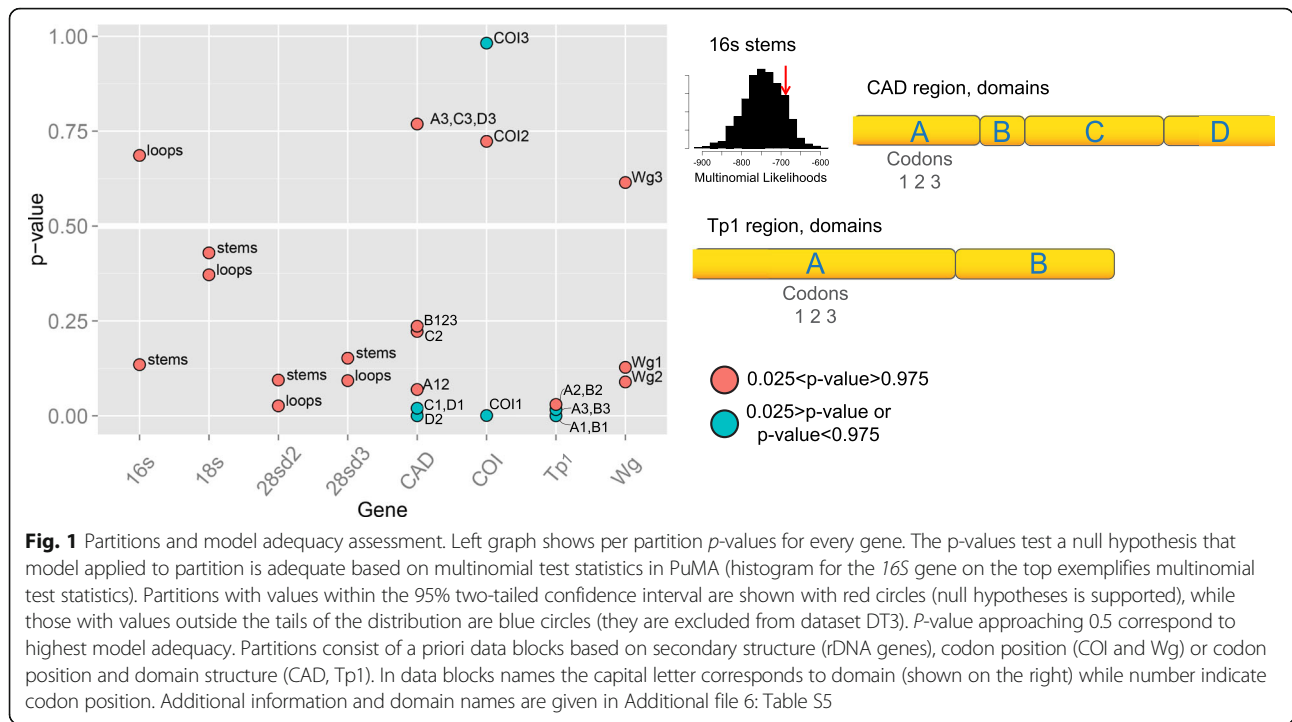 1.00
0.75
0.50
0.25
0.00
p-value
16s
18s
28sd2
28sd3
CAD
COI
Tp1
Wg
Gene
loops
stems
stems
loops
stems
loops
stems
loops
A3,C3,D3
B123
C2
A12
C1,D1
D2
COI3
COI2
COI1
A2,B2
A3,B3
A1,B1
Wg3
Wg1
Wg2
16s stems
-900 -800 -700 -600
Multinomial Likelihoods
CAD region, domains
A B C D
Codons
1 2 3
Tp1 region, domains
A B
Codons
1 2 3
0.025<p-value>0.975
0.025>p-value or
p-value<0.975
Fig. 1 Partitions and model adequacy assessment. Left graph shows per partition p-values for every gene. The p-values test a null hypothesis that
model applied to partition is adequate based on multinomial test statistics in PuMA (histogram for the 16S gene on the top exemplifies multinomial
test statistics). Partitions with values within the 95% two-tailed confidence interval are shown with red circles (null hypotheses is supported), while
those with values outside the tails of the distribution are blue circles (they are excluded from dataset DT3). P-value approaching 0.5 correspond to
highest model adequacy. Partitions consist of a priori data blocks based on secondary structure (rDNA genes), codon position (COI and Wg) or codon
position and domain structure (CAD, Tp1). In data blocks names the capital letter corresponds to domain (shown on the right) while number indicate
codon position. Additional information and domain names are given in Additional file 6: Table S5